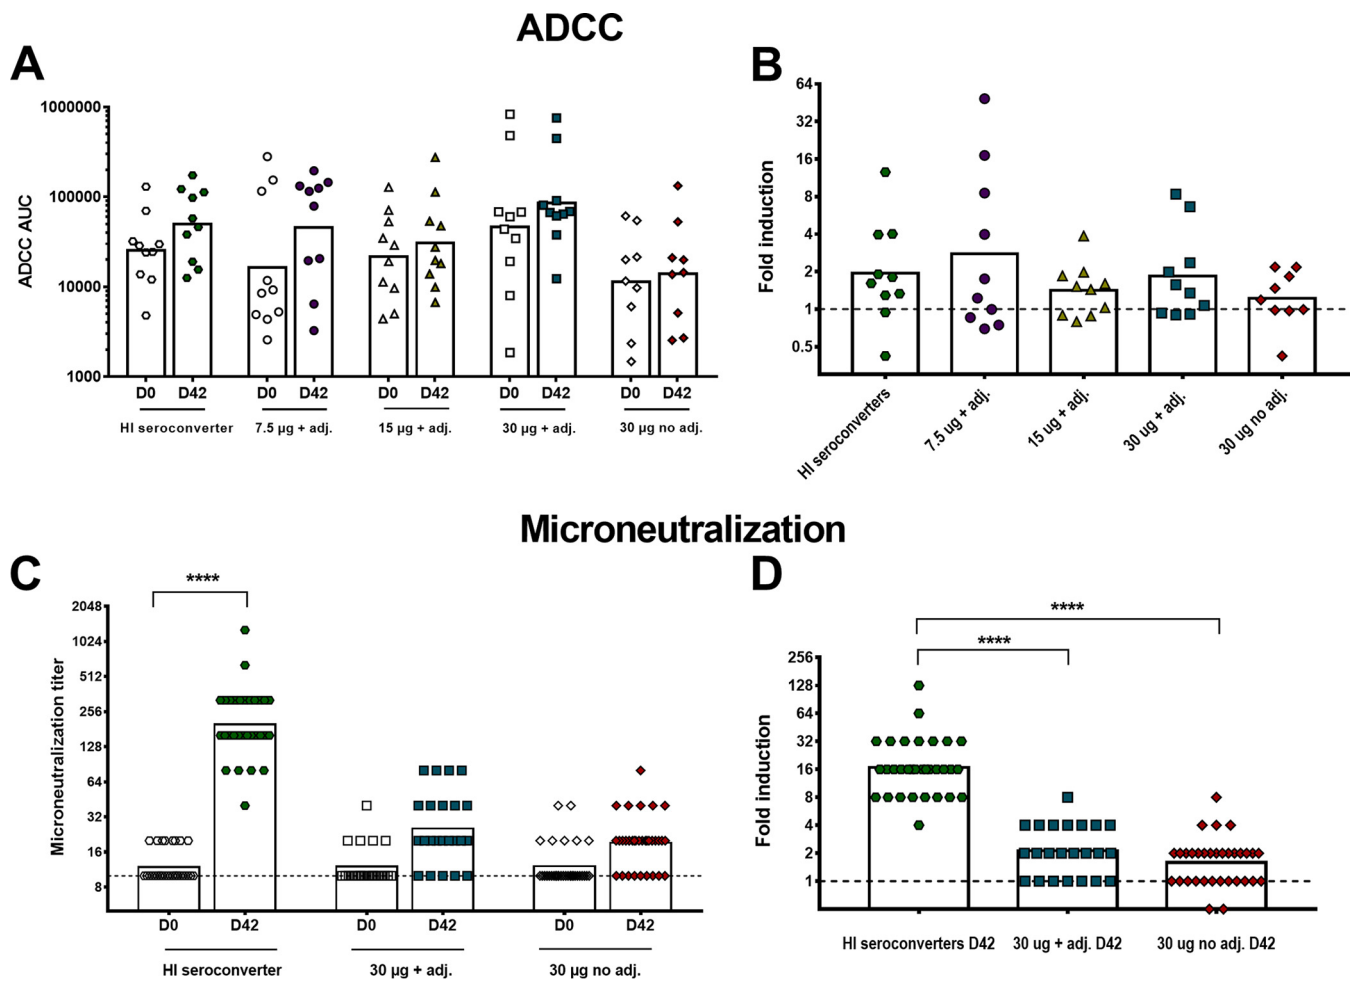 ADCC
A
B
ADCC AUC
1000000
100000
10000
1000
D0 D42 D0 D42 D0 D42 D0 D42 D0 D42
HI seroconverter 7.5 µg + adj. 15 µg + adj. 30 µg + adj. 30 µg no adj.
Fold induction
64
32
16
8
4
2
1
0.5
HI seroconverters 7.5 ug + adj. 15 ug + adj. 30 ug + adj. 30 ug no adj.
Microneutralization
C
D
****
Microneutralization titer
2048
1024
512
256
128
64
32
16
8
D0 D42 D0 D42 D0 D42
HI seroconverter 30 µg + adj. 30 µg no adj.
****
****
Fold induction
256
128
64
32
16
8
4
2
1
HI seroconverters D42 30 ug + adj. D42 30 ug no adj. D42